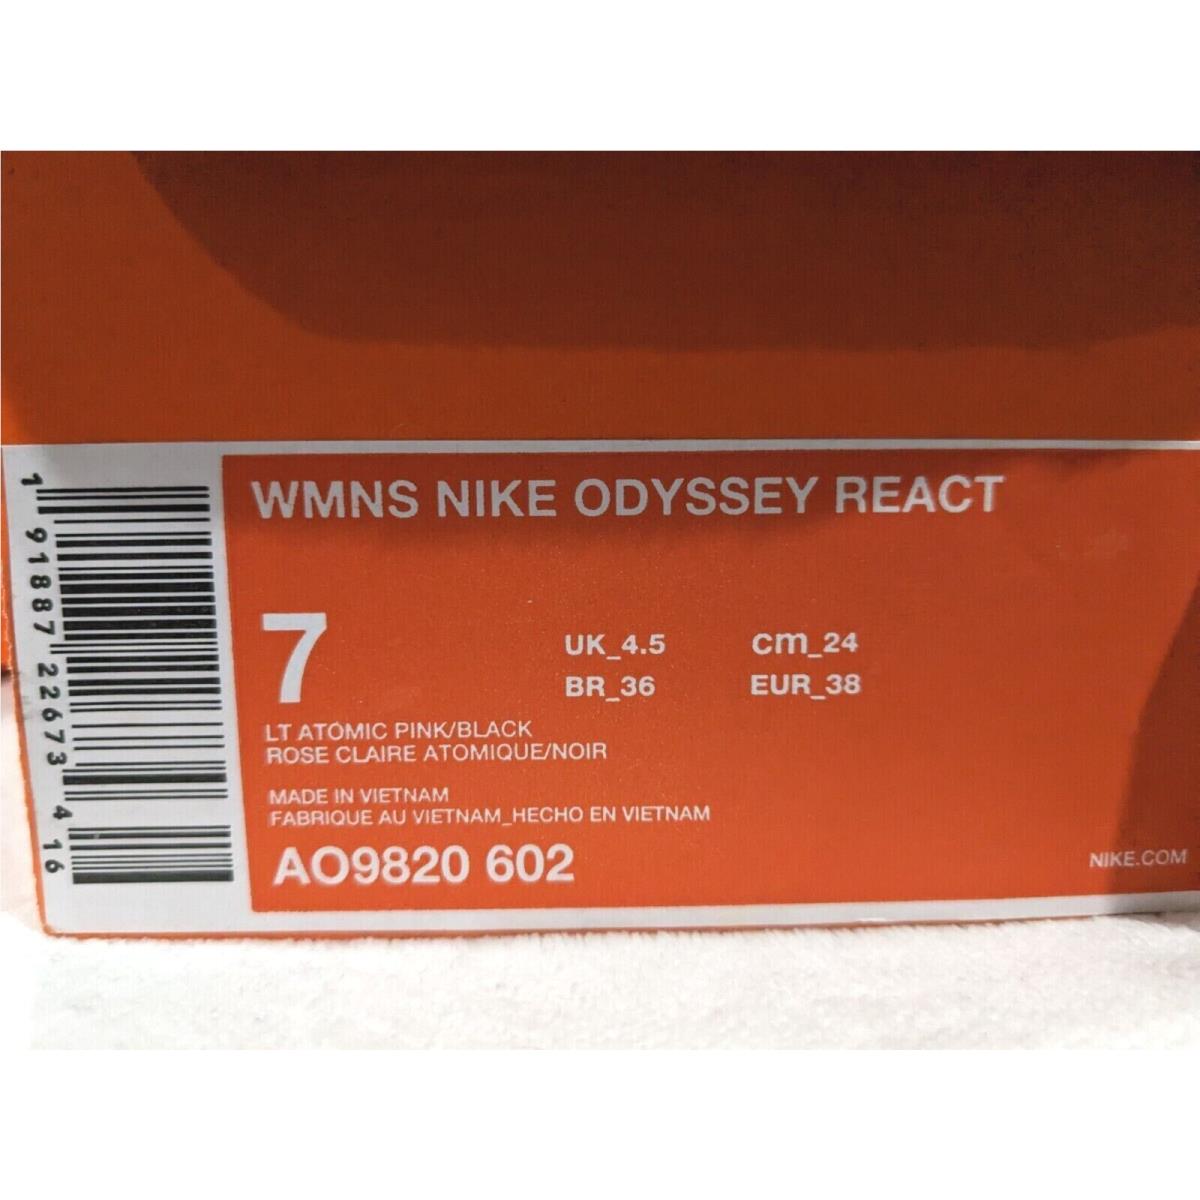 WMNS NIKE ODYSSEY REACT
7
UK_4.5 cm_24
BR_36 EUR_38
LT ATOMIC PINK/BLACK
ROSE CLAIRE ATOMIQUE/NOIR
MADE IN VIETNAM
FABRIQUE AU VIETNAM_HECHO EN VIETNAM
AO9820 602
NIKE.COM
1 91887 22673 4 16